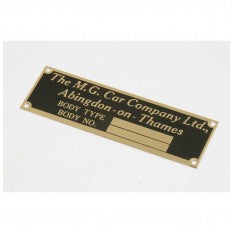 The M.G. Car Company Ltd.,
Abingdon-on-Thames
BODY TYPE
BODY NO.